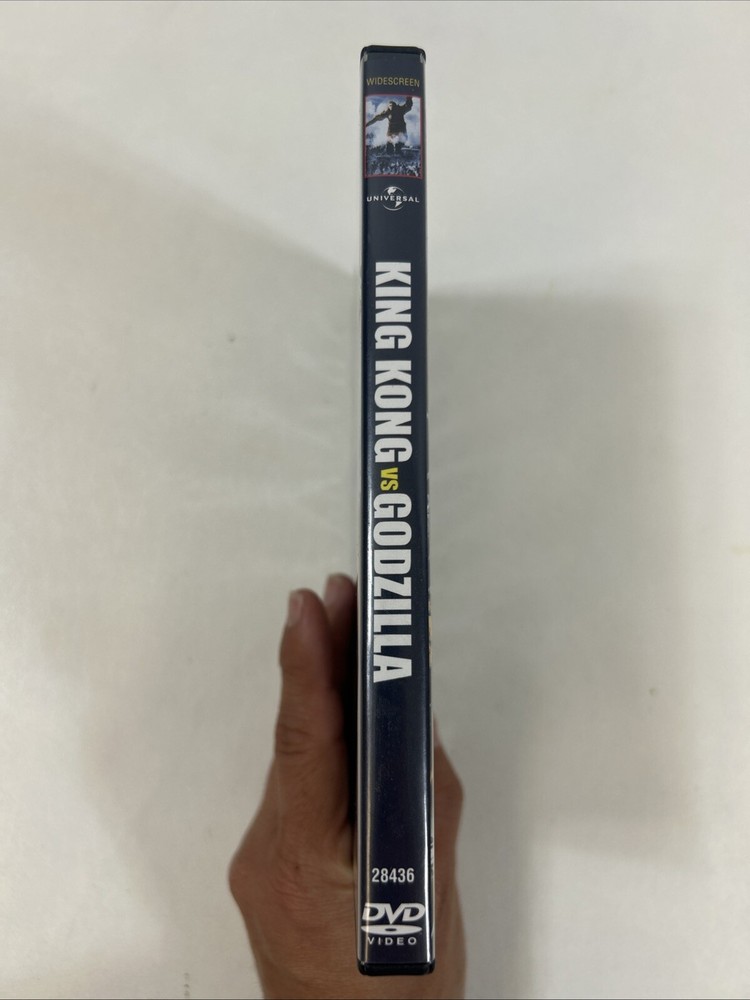 WIDESCREEN
UNIVERSAL
KING KONG VS GODZILLA
28436
DVD
VIDEO